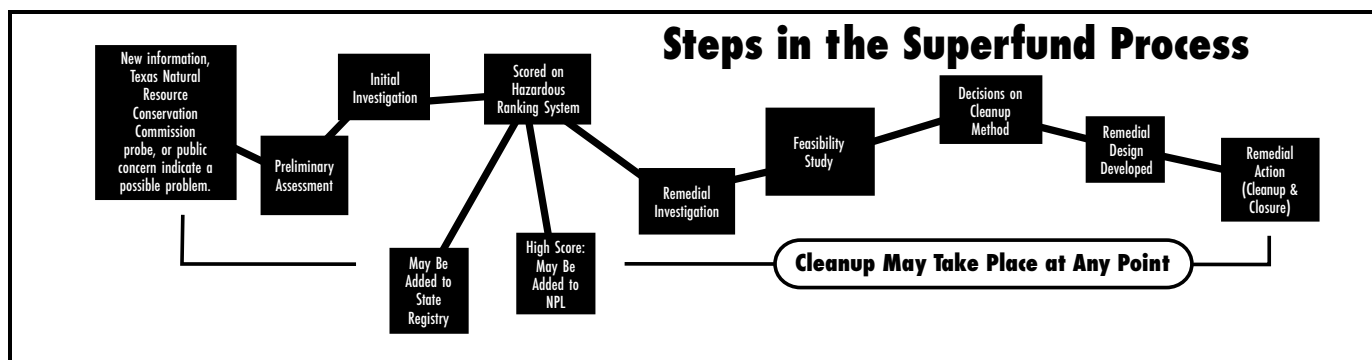 Steps in the Superfund Process
New information,
Texas Natural
Resource
Conservation
Commission
probe, or public
concern indicate a
possible problem.
Preliminary
Assessment
Initial
Investigation
Scored on
Hazardous
Ranking System
May Be
Added to
State
Registry
High Score:
May Be
Added to
NPL
Remedial
Investigation
Feasibility
Study
Decisions on
Cleanup
Method
Remedial
Design
Developed
Remedial
Action
(Cleanup &
Closure)
Cleanup May Take Place at Any Point